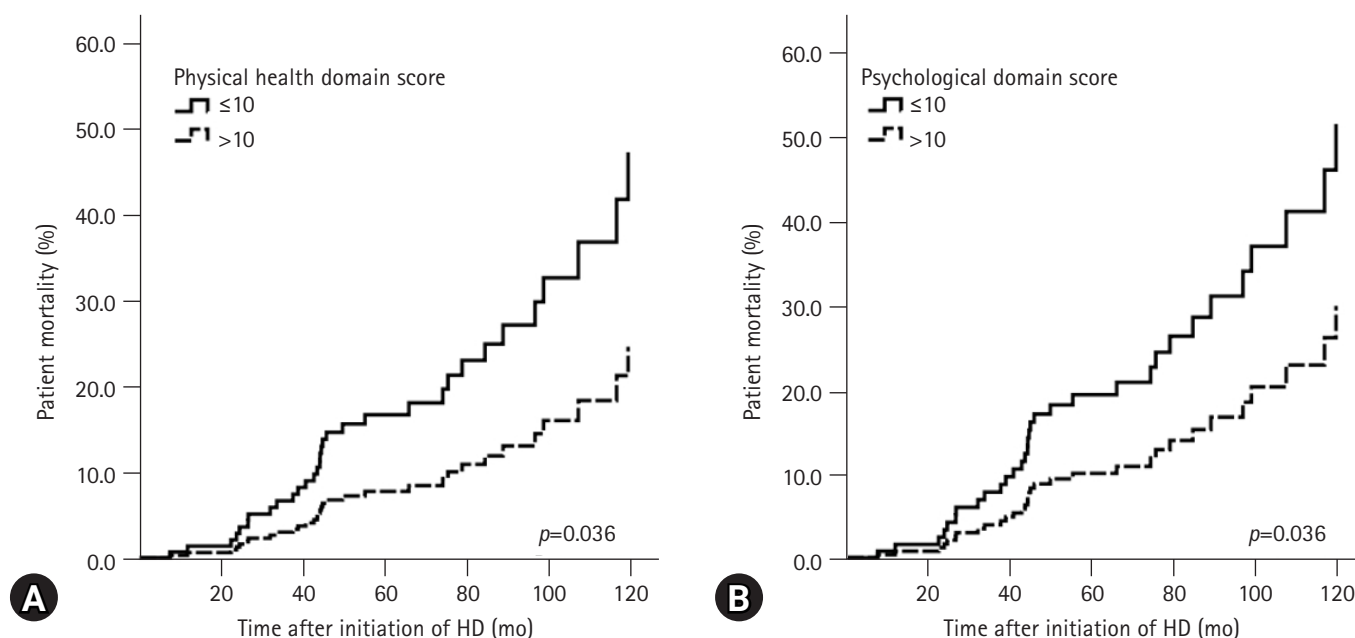 60.0
50.0
40.0
30.0
20.0
10.0
0.0
Patient mortality (%)
Physical health domain score
≤10
>10
p=0.036
20 40 60 80 100 120
Time after initiation of HD (mo)
A
60.0
50.0
40.0
30.0
20.0
10.0
0.0
Patient mortality (%)
Psychological domain score
≤10
>10
p=0.036
20 40 60 80 100 120
Time after initiation of HD (mo)
B